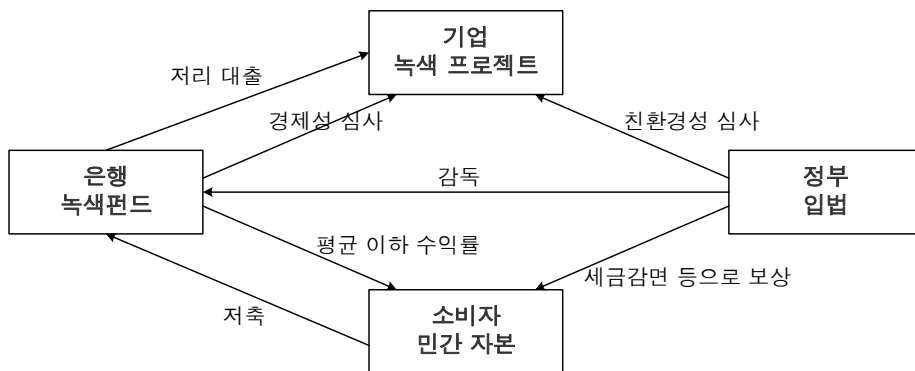 기업
녹색 프로젝트
저리 대출
경제성 심사
친환경성 심사
은행
녹색펀드
감독
정부
입법
평균 이하 수익률
세금감면 등으로 보상
저축
소비자
민간 자본